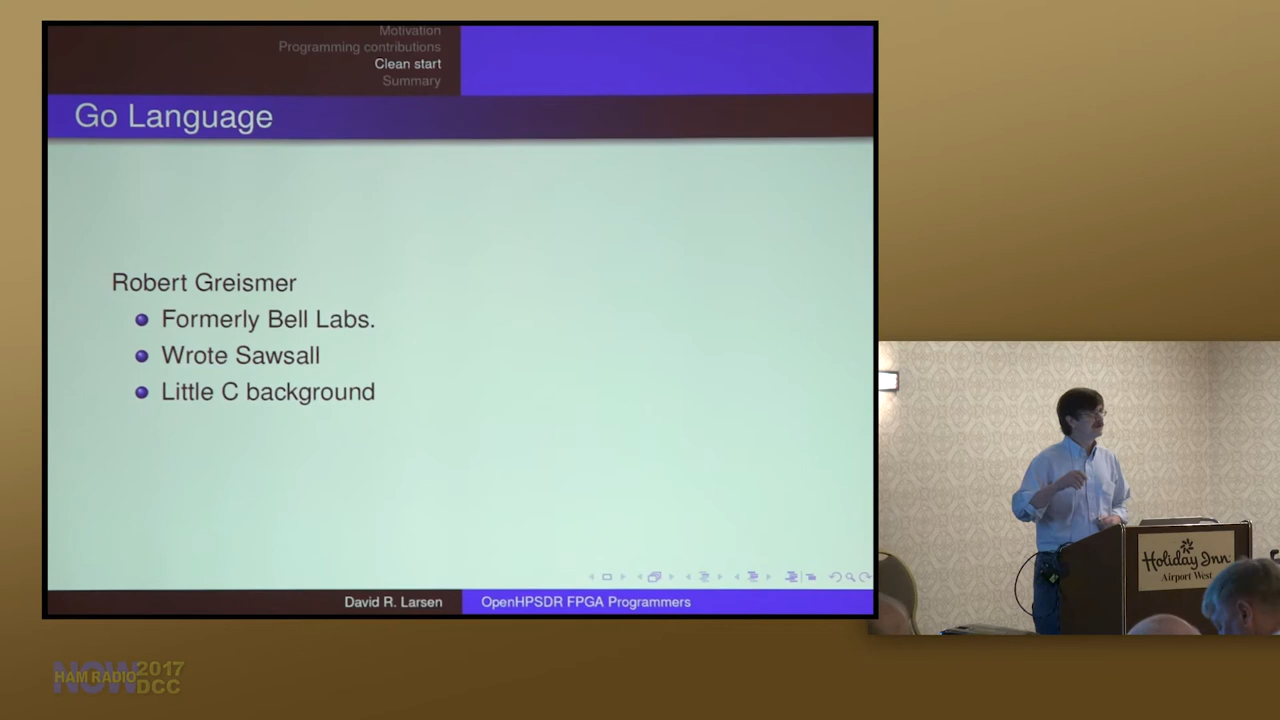 Motivation
Programming contributions
Clean start
Summary
Go Language
Robert Greismer
Formerly Bell Labs.
Wrote Sawsall
Little C background
David R. Larsen
OpenHPSDR FPGA Programmers
Holiday Inn
Airport West
NOW
HAM RADIO
2017
DCC